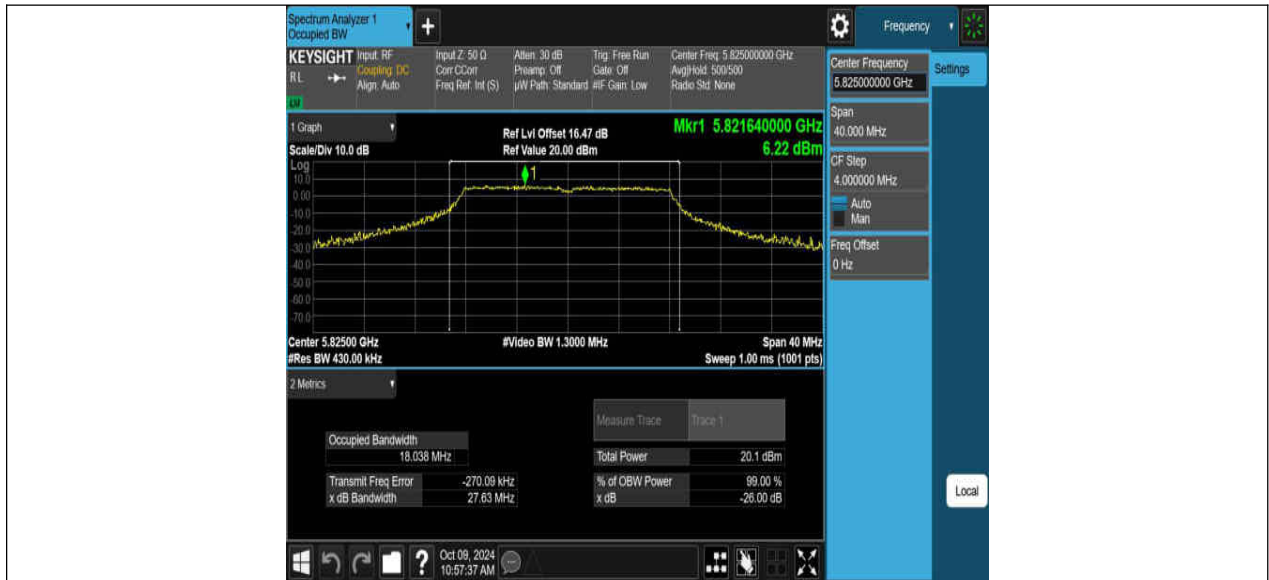 Spectrum Analyzer 1
Occupied BW
+
Frequency
KEYSIGHT
RL
LM
Input: RF
Coupling: DC
Align: Auto
Input Z: 50 Ω
Corr CCorr
Freq Ref: Int (S)
Atten: 30 dB
Preamp: Off
µW Path: Standard
Trig: Free Run
Gate: Off
#IF Gain: Low
Center Freq: 5.825000000 GHz
Avg|Hold: 500/500
Radio Std: None
Center Frequency
5.825000000 GHz
Settings
Span
40.000 MHz
CF Step
4.000000 MHz
Auto
Man
Freq Offset
0 Hz
Local
1 Graph
Scale/Div 10.0 dB
Ref Lvl Offset 16.47 dB
Ref Value 20.00 dBm
Mkr1 5.821640000 GHz
6.22 dBm
Log
10.0
0.00
-10.0
-20.0
-30.0
-40.0
-50.0
-60.0
-70.0
1
Center 5.82500 GHz
#Video BW 1.3000 MHz
Span 40 MHz
#Res BW 430.00 kHz
Sweep 1.00 ms (1001 pts)
2 Metrics
Measure Trace
Trace 1
Occupied Bandwidth
18.038 MHz
Total Power
20.1 dBm
Transmit Freq Error
-270.09 kHz
% of OBW Power
99.00 %
x dB Bandwidth
27.63 MHz
x dB
-26.00 dB
?
Oct 09, 2024
10:57:37 AM